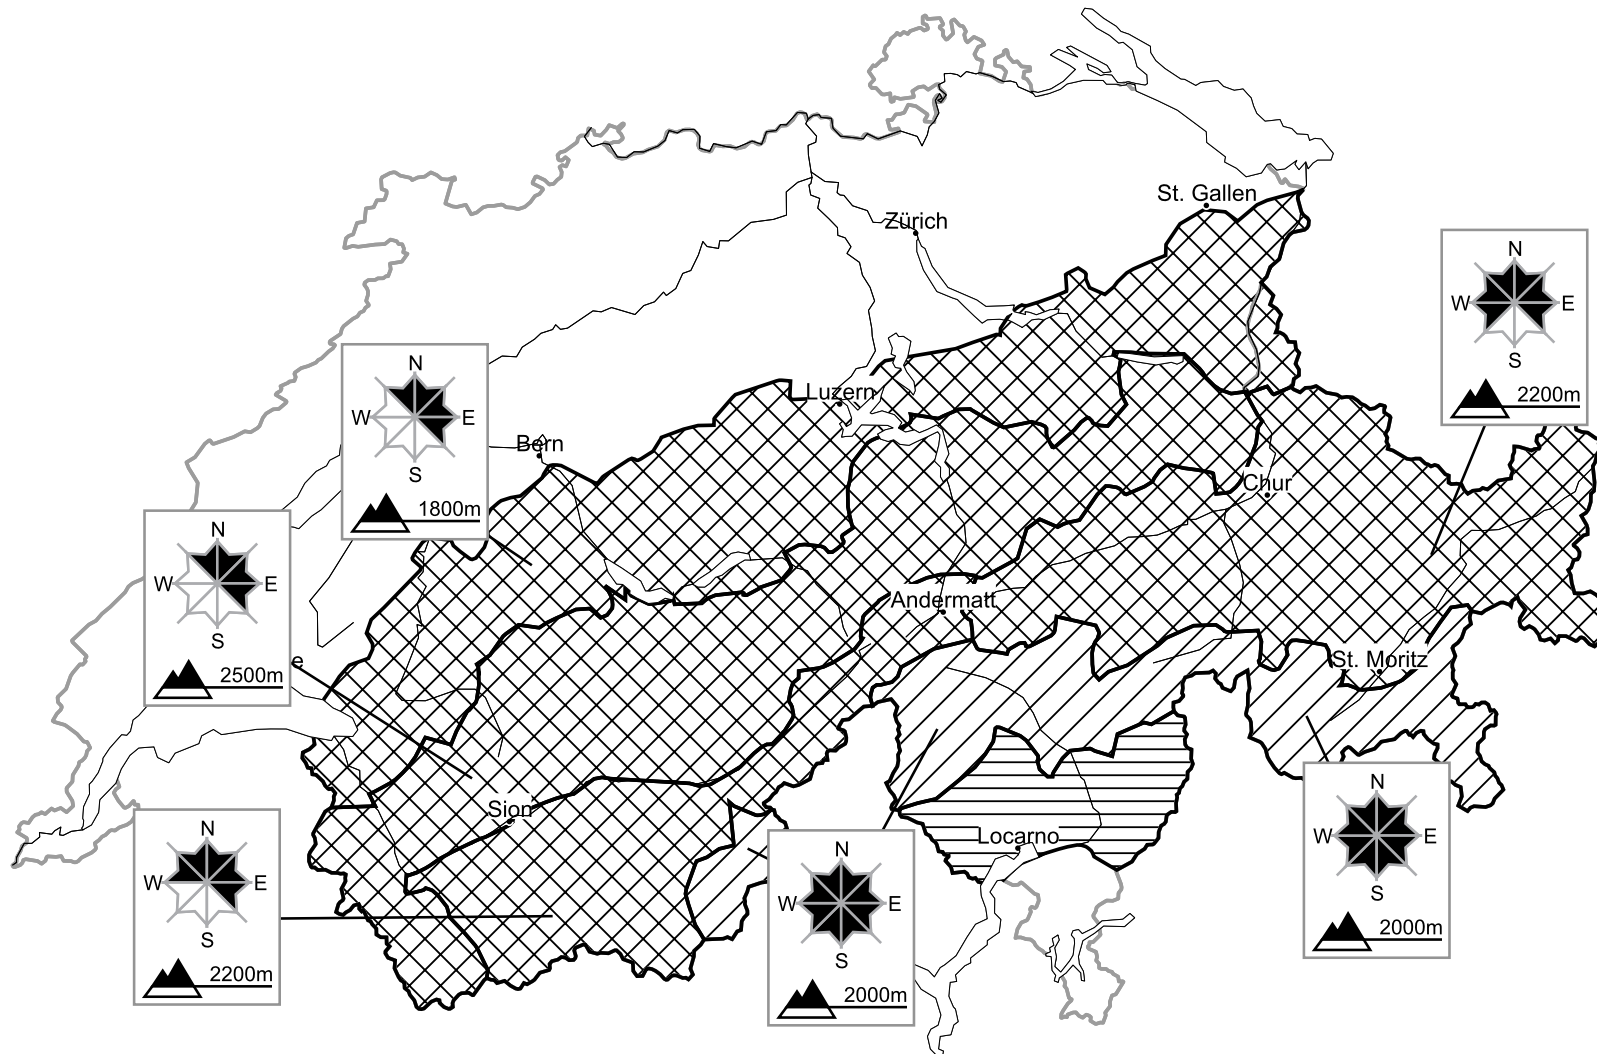 St. Gallen
Zürich
N
W E
S
2200m
N
W E
S
1800m
Luzern
Bern
Chur
N
W E
S
2500m
Andermatt
e
St. Moritz
N
W E
S
2000m
Sion
Locarno
N
W E
S
2200m
N
W E
S
2000m